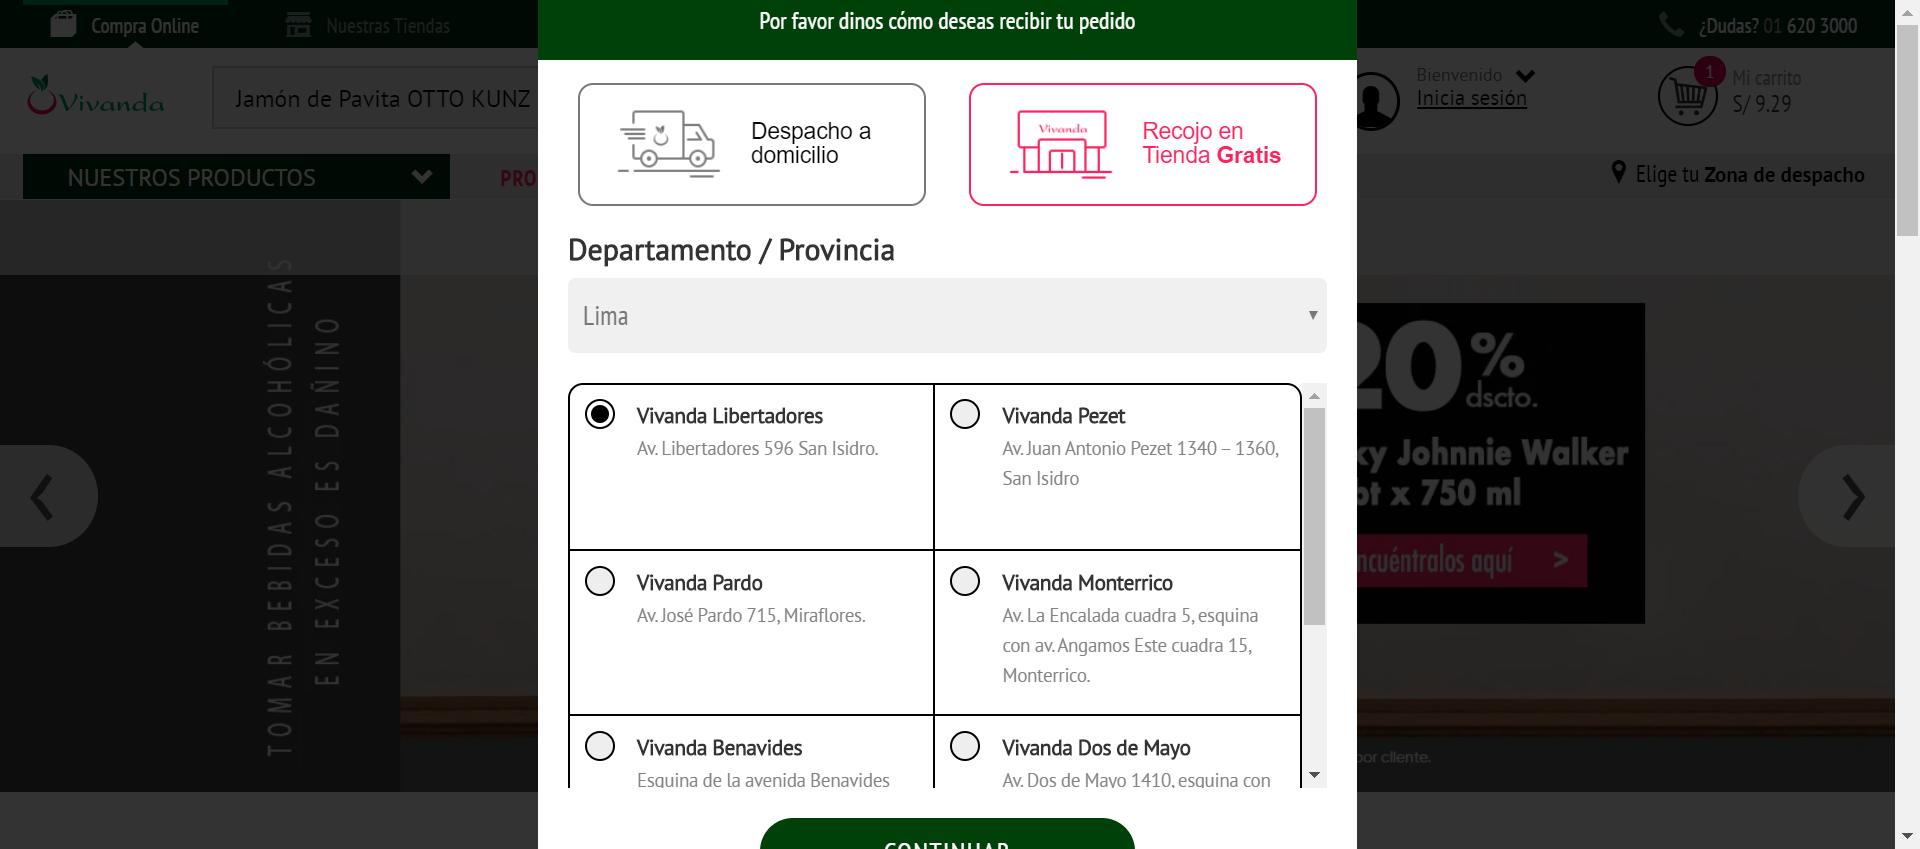 Compra Online
Nuestras Tiendas
Por favor dinos cómo deseas recibir tu pedido
¿Dudas? 01 620 3000
Vivanda
Jamón de Pavita OTTO KUNZ
Bienvenido
Inicia sesión
1
Mi carrito
S/ 9.29
NUESTROS PRODUCTOS
PRO
Elige tu Zona de despacho
Despacho a
domicilio
Vivanda
Recojo en
Tienda Gratis
Departamento / Provincia
Lima
TOMAR BEBIDAS ALCOHÓLICAS
EN EXCESO ES DAÑINO
20%
dscto.
ky Johnnie Walker
ot x 750 ml
ncuéntralos aquí >
Vivanda Libertadores
Av. Libertadores 596 San Isidro.
Vivanda Pezet
Av. Juan Antonio Pezet 1340 – 1360,
San Isidro
Vivanda Pardo
Av. José Pardo 715, Miraflores.
Vivanda Monterrico
Av. La Encalada cuadra 5, esquina
con av. Angamos Este cuadra 15,
Monterrico.
Vivanda Benavides
Esquina de la avenida Benavides
Vivanda Dos de Mayo
Av. Dos de Mayo 1410, esquina con
por cliente.
CONTINUAR